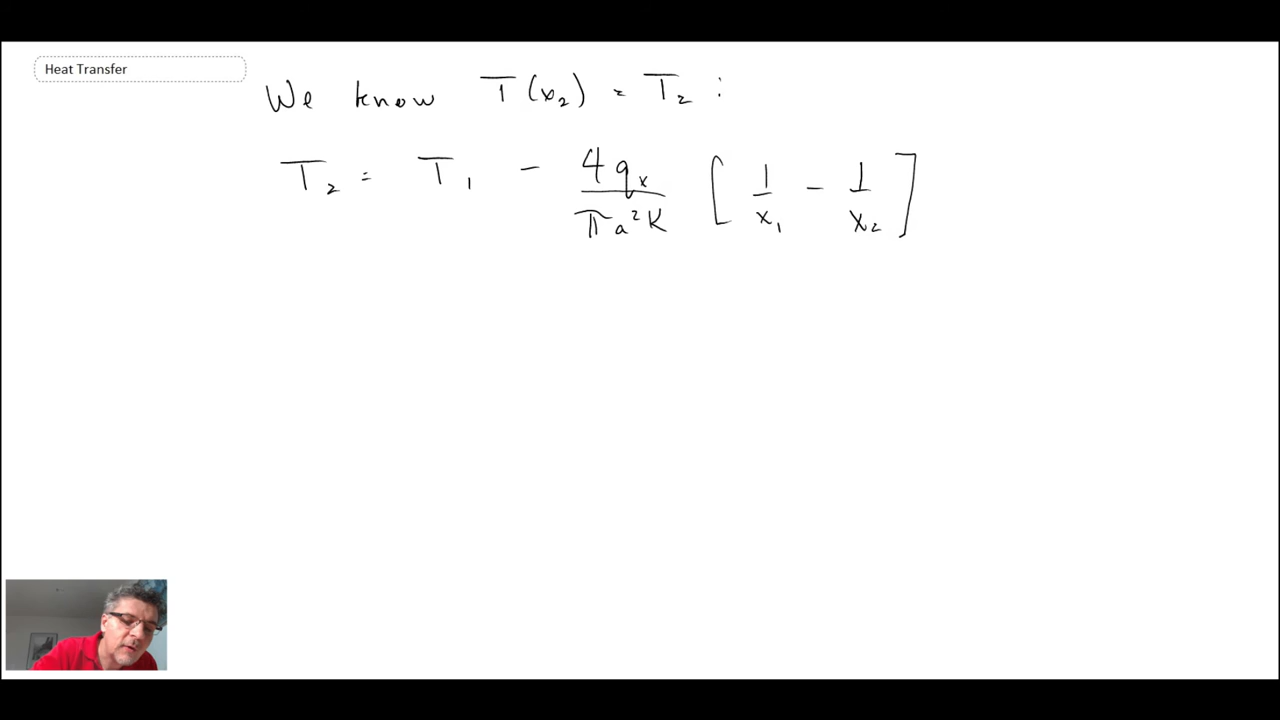 Heat Transfer
We know T(x₂) = T₂ :
T₂ = T₁ - 4qₓ/πa²K [ 1/x₁ - 1/x₂ ]